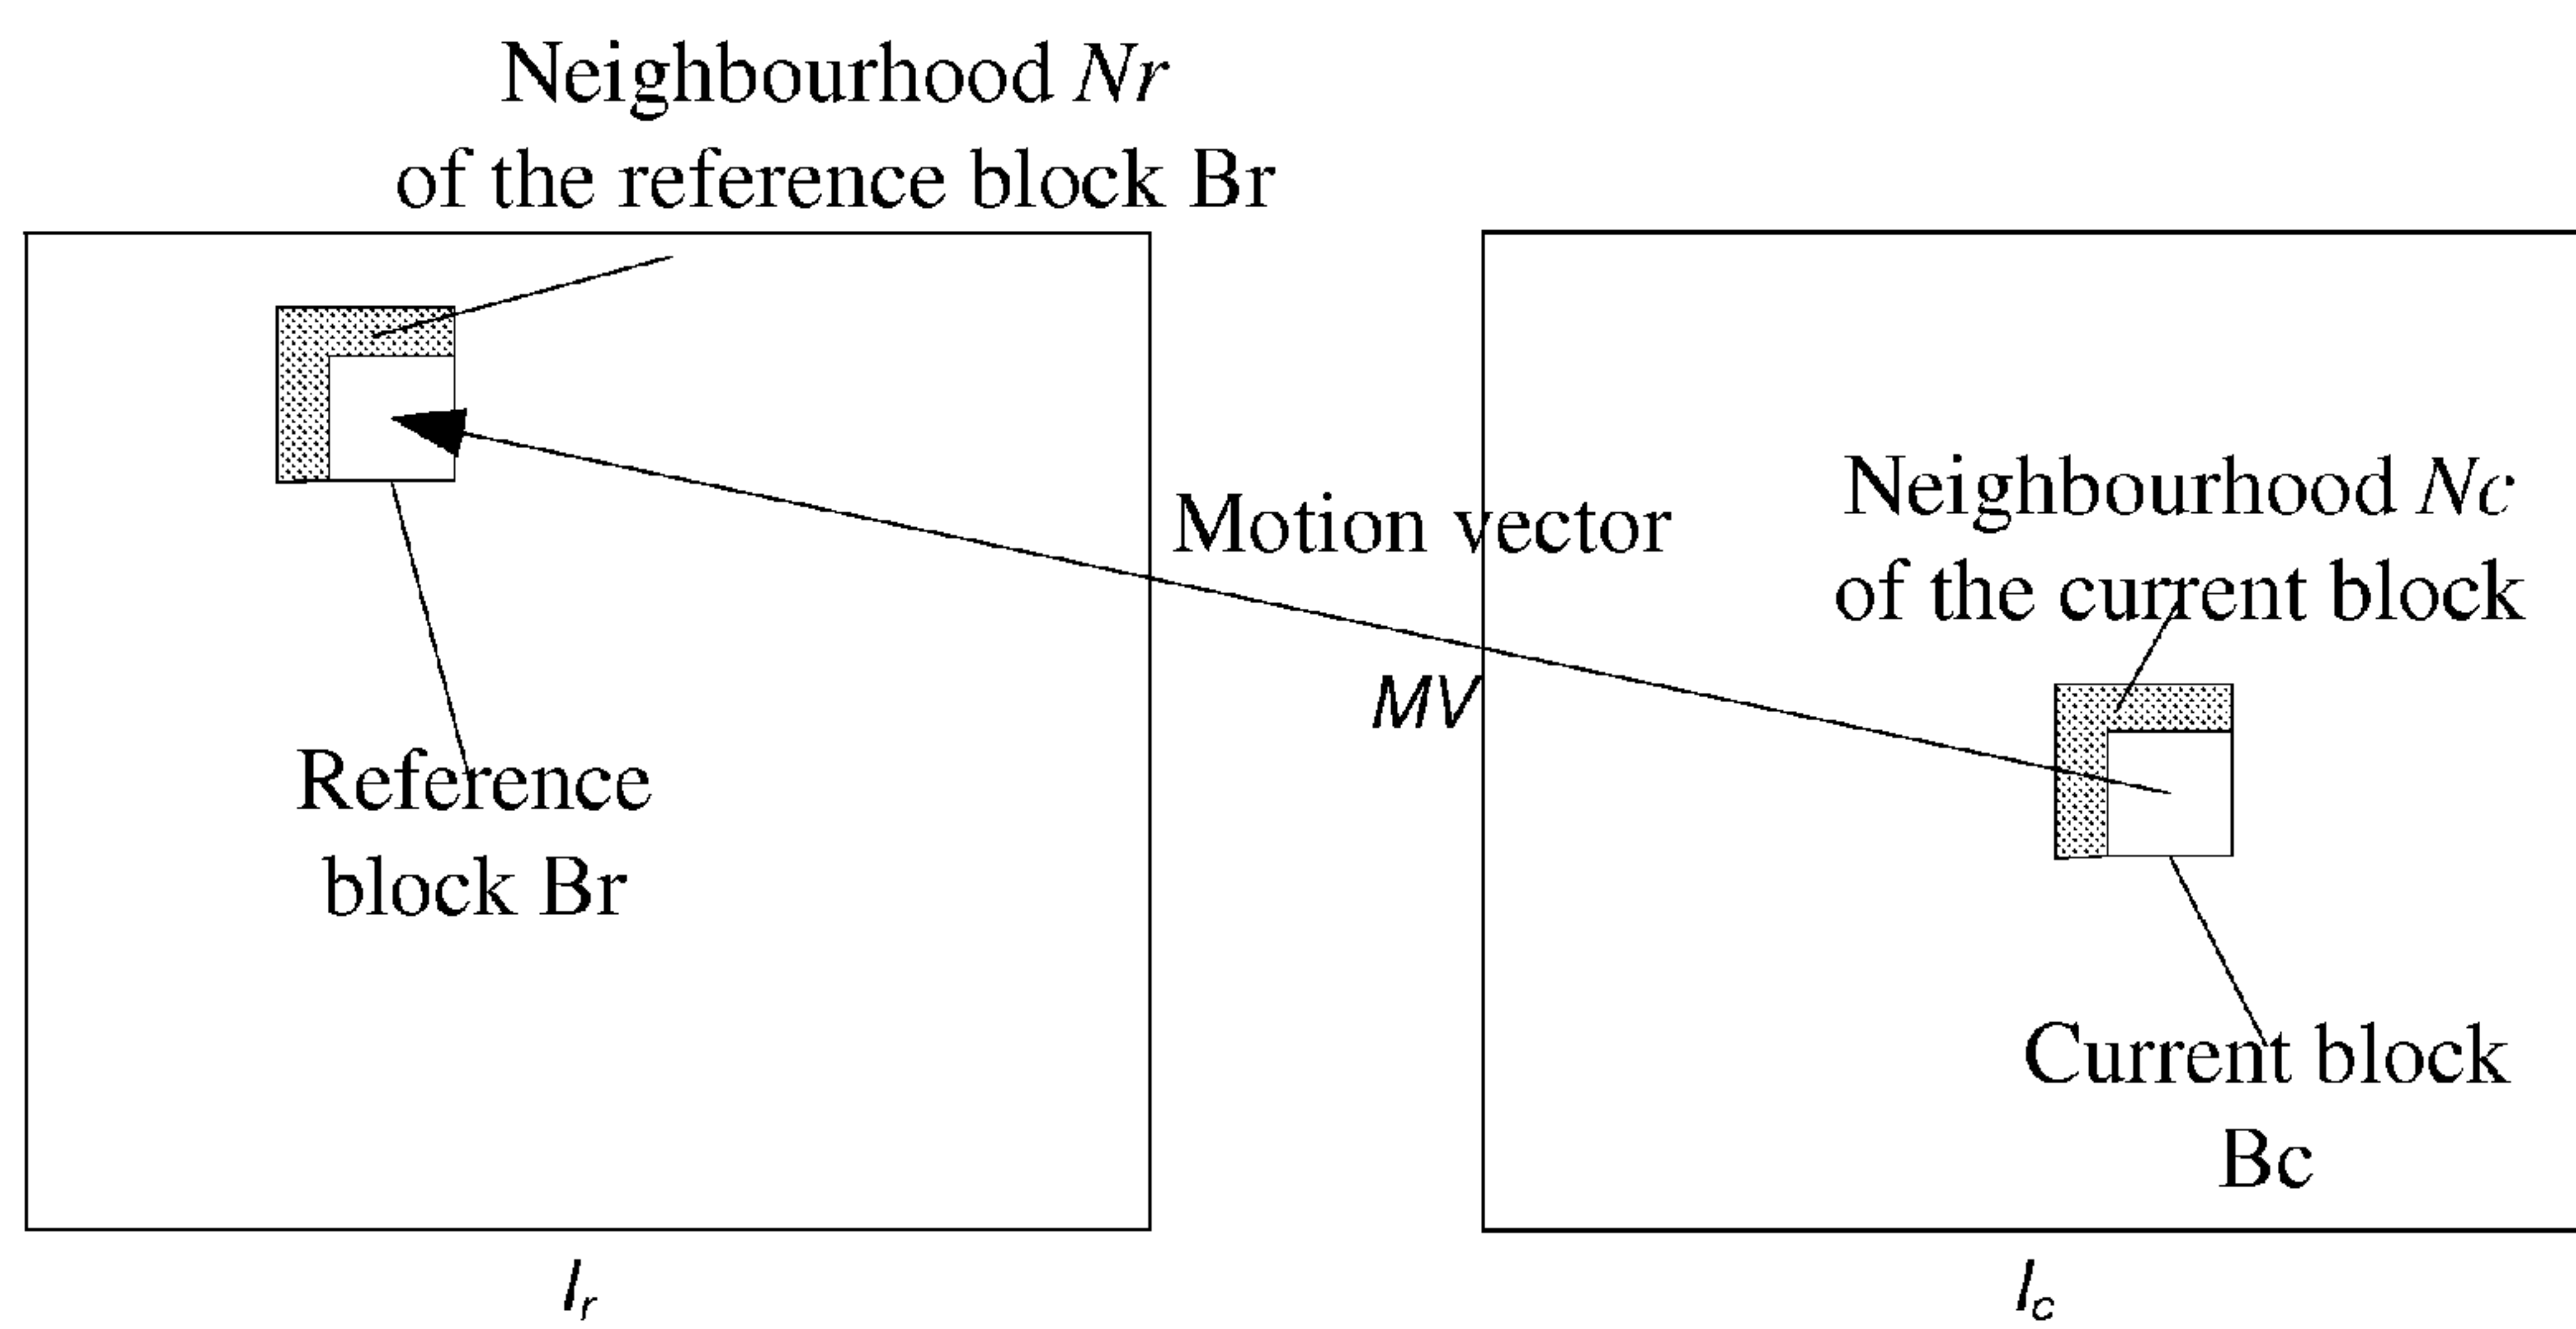 Neighbourhood Nr
of the reference block Br
Motion vector
MV
Neighbourhood Nc
of the current block
Reference
block Br
Current block
Bc
Ir
Ic